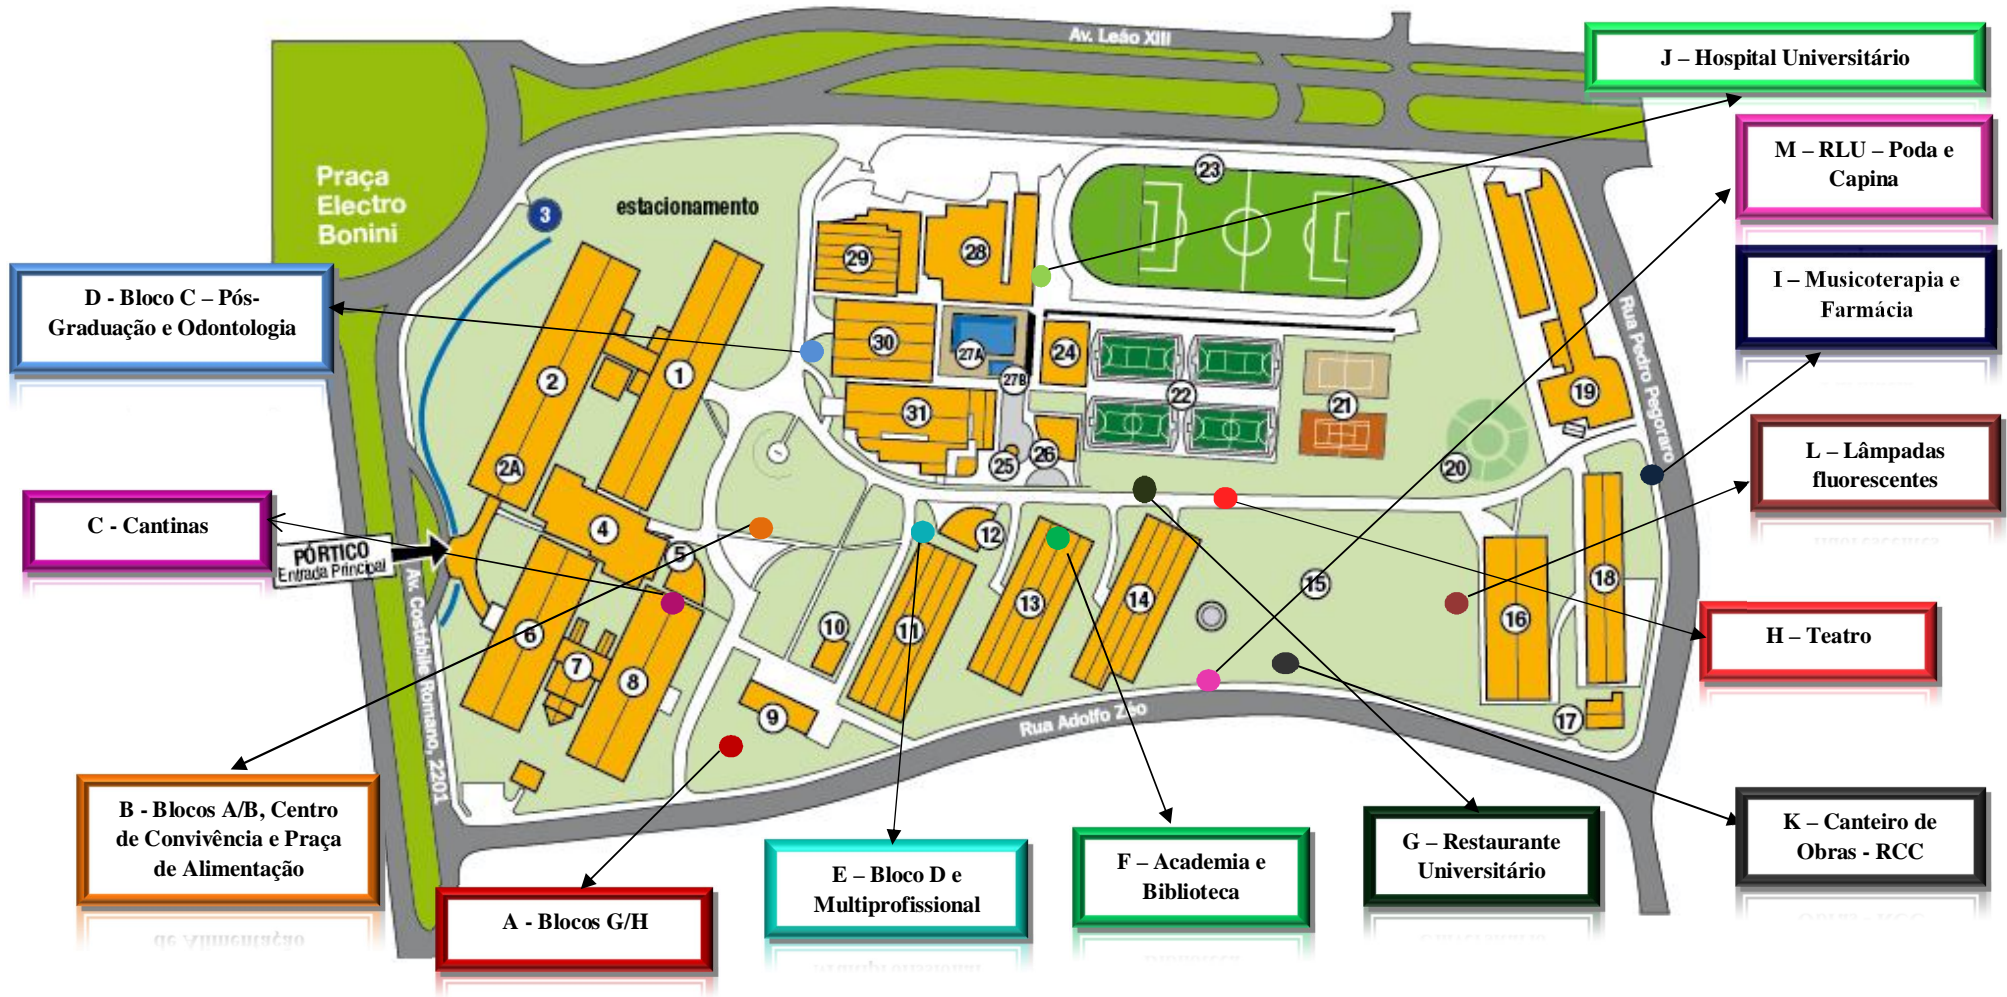 Av. Leão XIII
J – Hospital Universitário
M – RLU – Poda e
Capina
Praça
Electro
Bonini
estacionamento
3
23
29
28
D - Bloco C – Pós-
Graduação e Odontologia
I – Musicoterapia e
Farmácia
Rua Pedro Pegoraro
30
27A
24
27B
2
1
22
21
19
31
2A
25
26
20
L – Lâmpadas
fluorescentes
C - Cantinas
PÓRTICO
Entrada Principal
4
5
12
Av. Costábile Romano, 2201
6
7
8
9
10
11
13
14
15
16
18
17
H – Teatro
Rua Adolfo Zéo
B - Blocos A/B, Centro
de Convivência e Praça
de Alimentação
A - Blocos G/H
E – Bloco D e
Multiprofissional
F – Academia e
Biblioteca
G – Restaurante
Universitário
K – Canteiro de
Obras - RCC